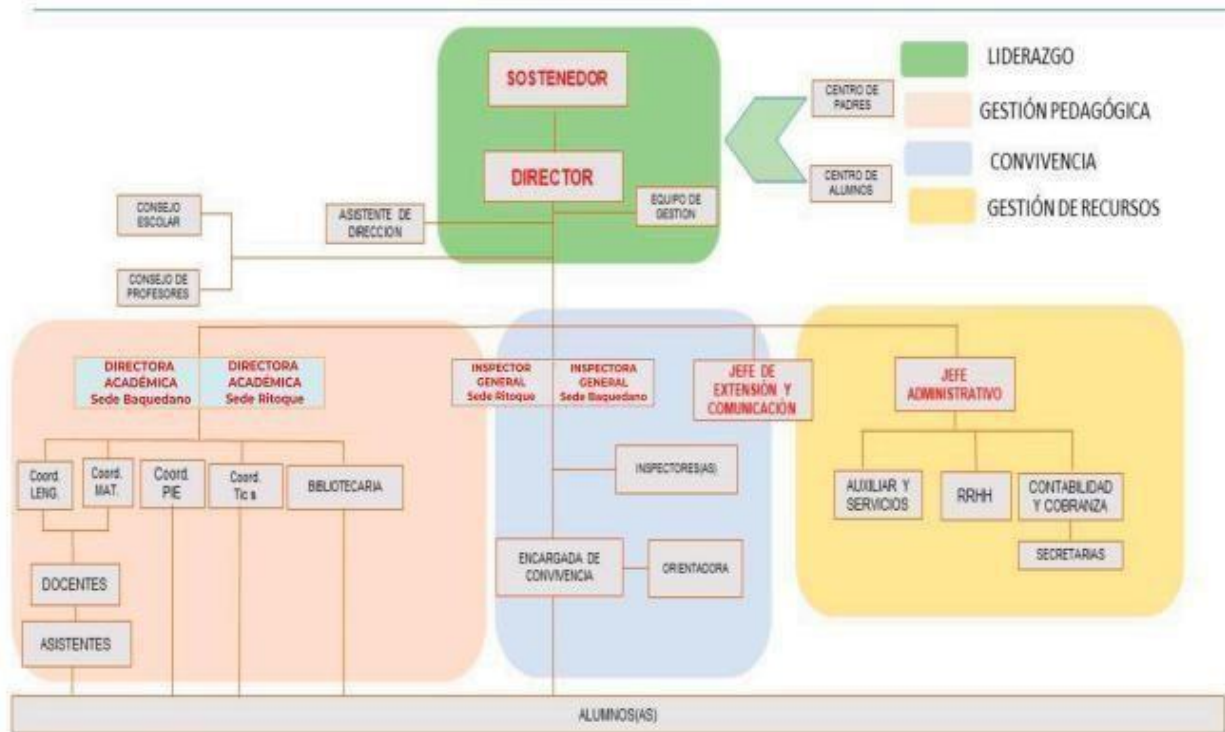 SOSTENEDOR
DIRECTOR
EQUIPO DE
GESTION
ASISTENTE DE
DIRECCION
CONSEJO
ESCOLAR
CONSEJO DE
PROFESORES
CENTRO DE
PADRES
CENTRO DE
ALUMNOS
LIDERAZGO
GESTIÓN PEDAGÓGICA
CONVIVENCIA
GESTIÓN DE RECURSOS
DIRECTORA
ACADÉMICA
Sede Baquedano
DIRECTORA
ACADÉMICA
Sede Ritoque
INSPECTOR
GENERAL
Sede Ritoque
INSPECTORA
GENERAL
Sede Baquedano
JEFE DE
EXTENSIÓN Y
COMUNICACIÓN
JEFE
ADMINISTRATIVO
Coord.
LENG.
Coord.
MAT.
Coord.
PIE
Coord.
Tic s
BIBLIOTECARIA
DOCENTES
ASISTENTES
INSPECTORES(AS)
ENCARGADA DE
CONVIVENCIA
ORIENTADORA
AUXILIAR Y
SERVICIOS
RRHH
CONTABILIDAD
Y COBRANZA
SECRETARIAS
ALUMNOS(AS)